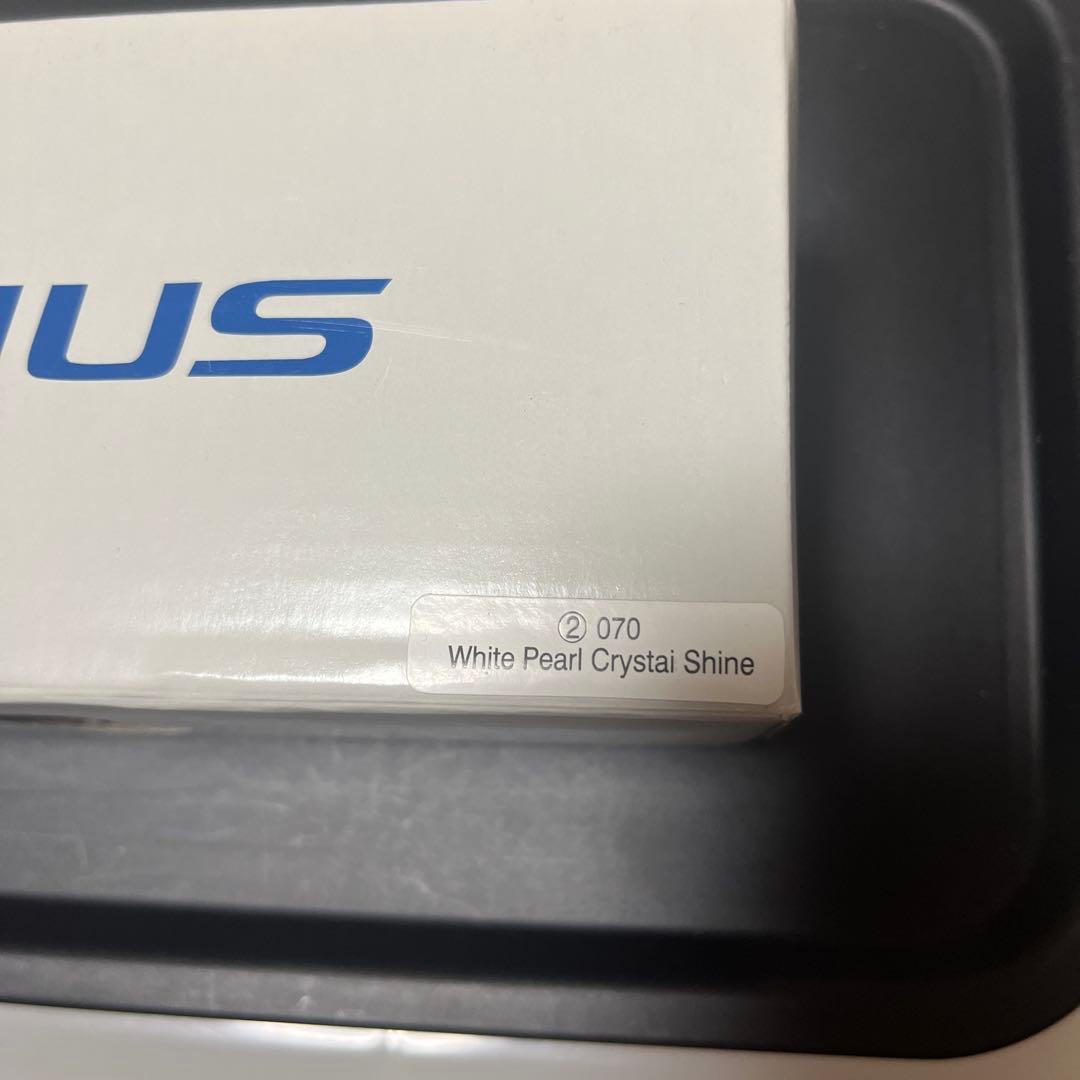 IUS
② 070
White Pearl Crystai Shine